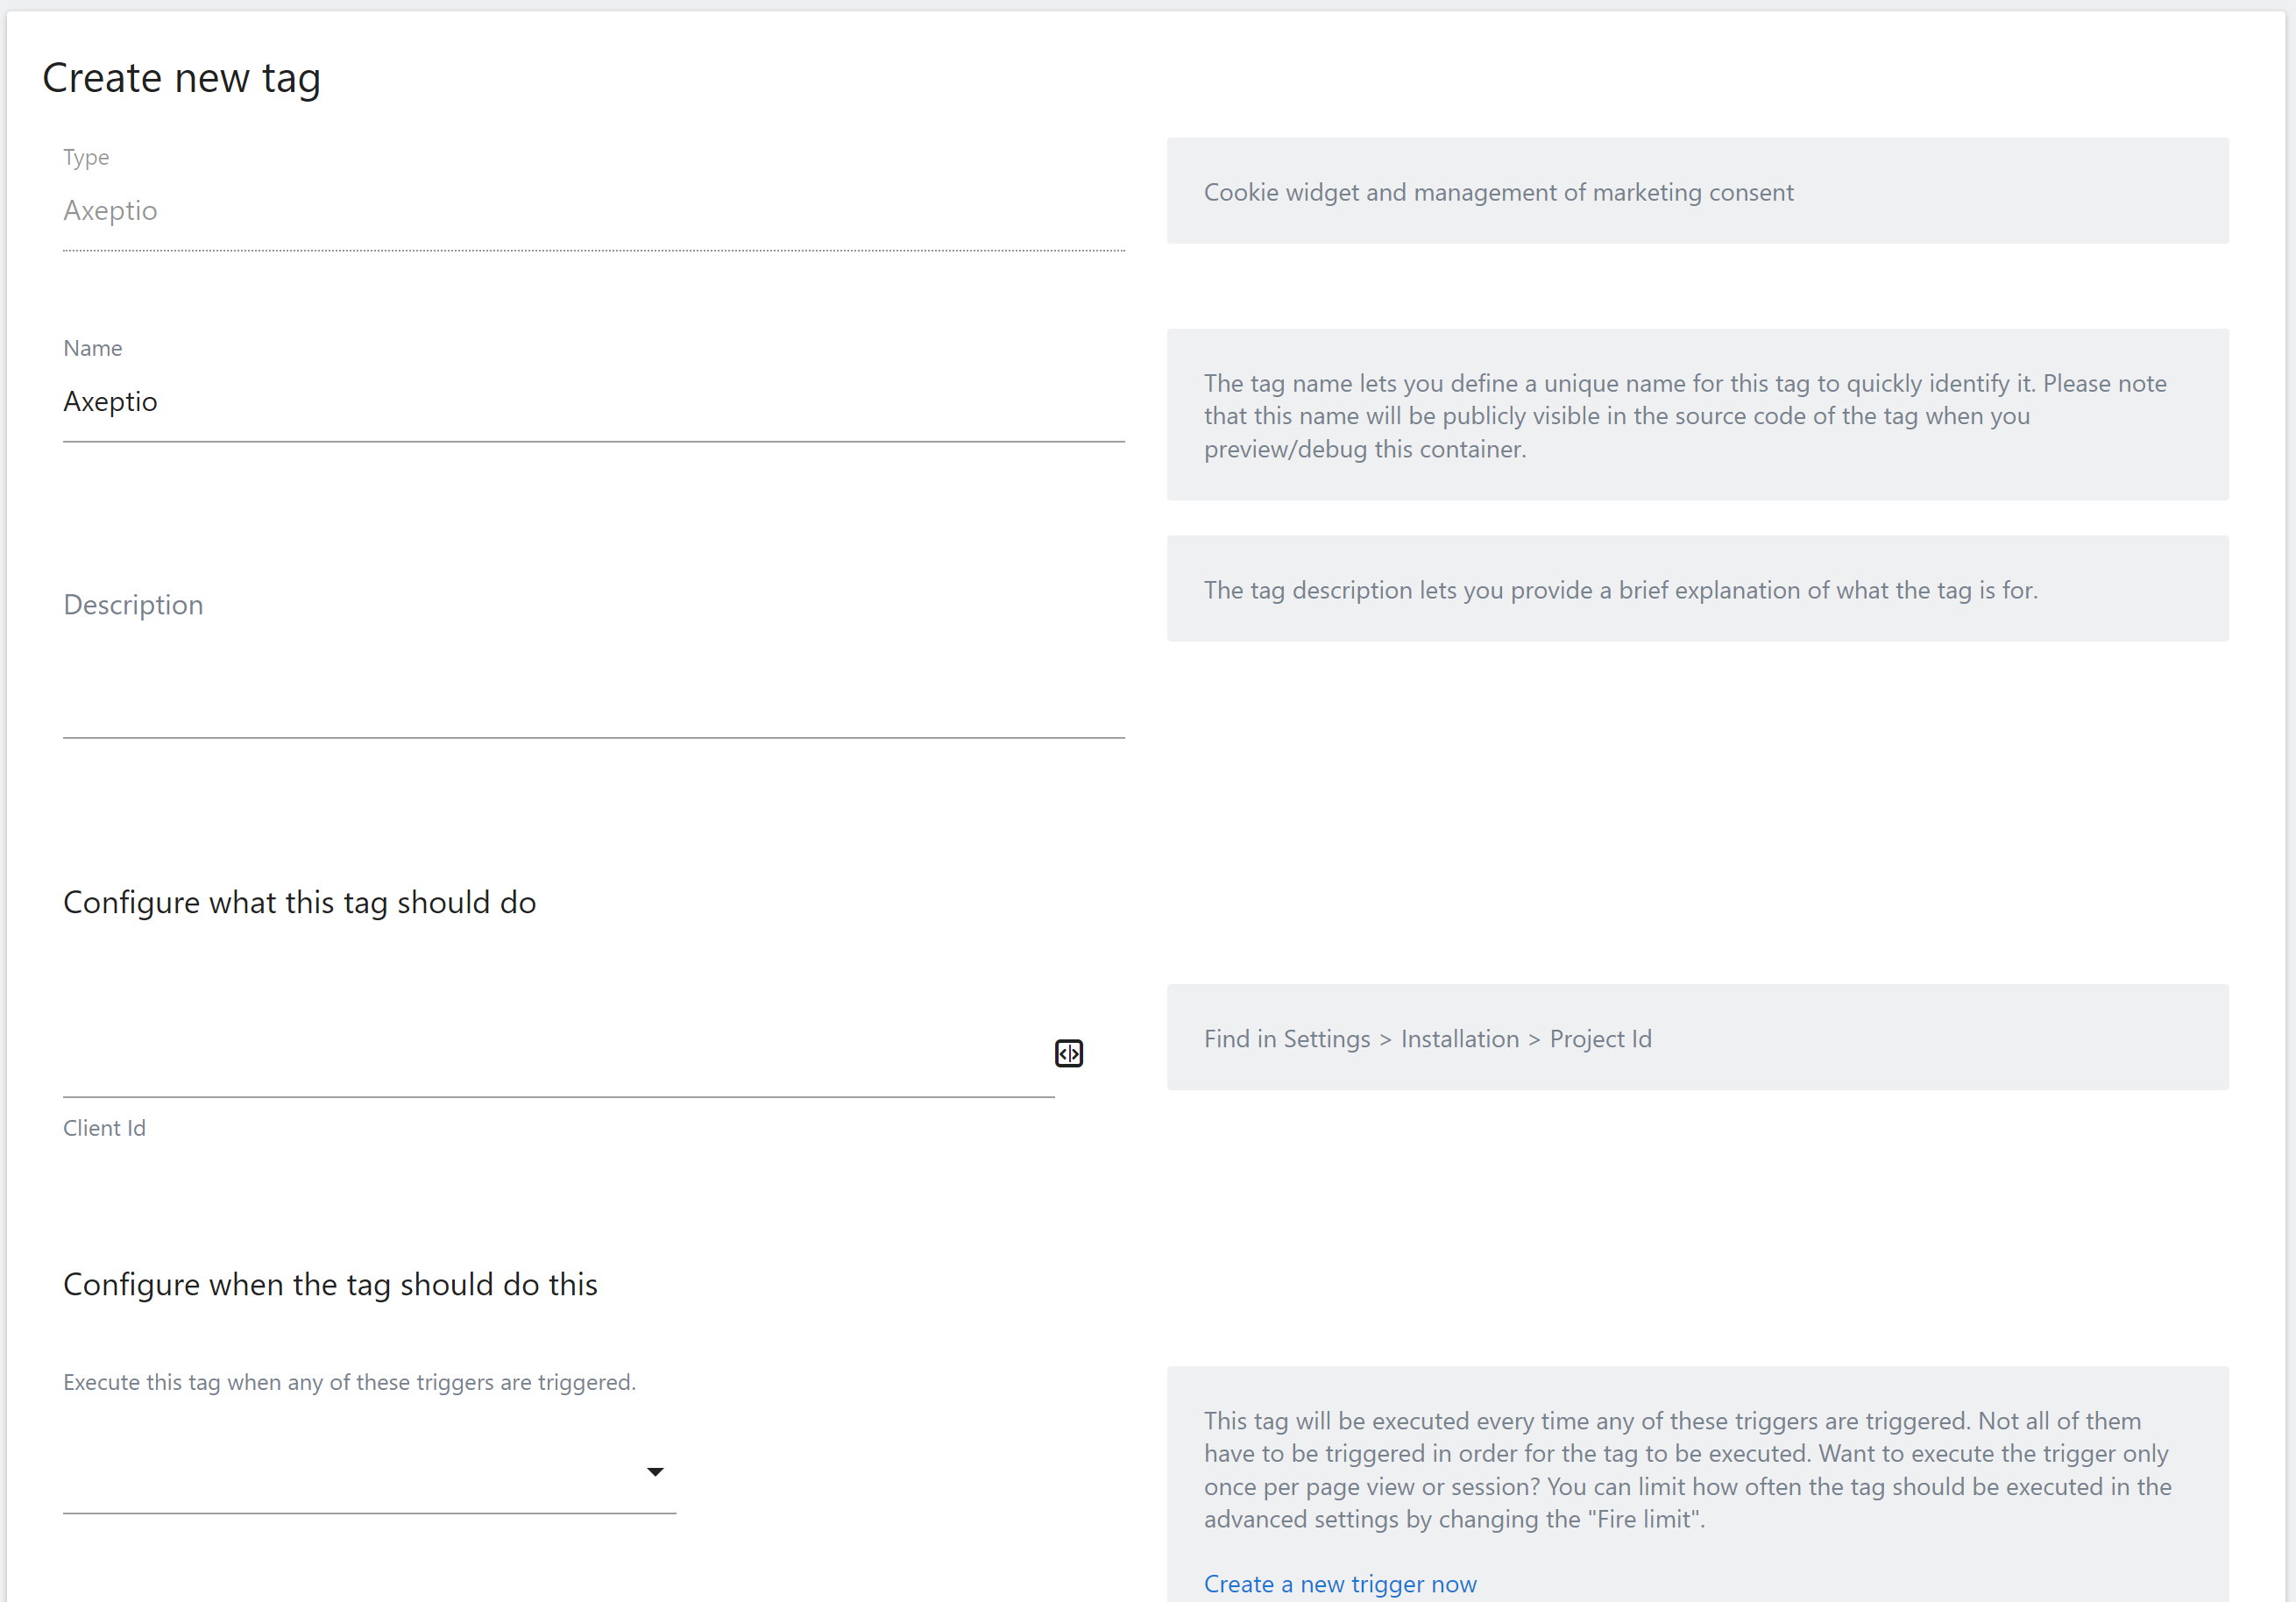 Create new tag
Type
Axeptio
Cookie widget and management of marketing consent
Name
Axeptio
The tag name lets you define a unique name for this tag to quickly identify it. Please note
that this name will be publicly visible in the source code of the tag when you
preview/debug this container.
Description
The tag description lets you provide a brief explanation of what the tag is for.
Configure what this tag should do
Find in Settings > Installation > Project Id
Client Id
Configure when the tag should do this
Execute this tag when any of these triggers are triggered.
This tag will be executed every time any of these triggers are triggered. Not all of them
have to be triggered in order for the tag to be executed. Want to execute the trigger only
once per page view or session? You can limit how often the tag should be executed in the
advanced settings by changing the "Fire limit".
Create a new trigger now